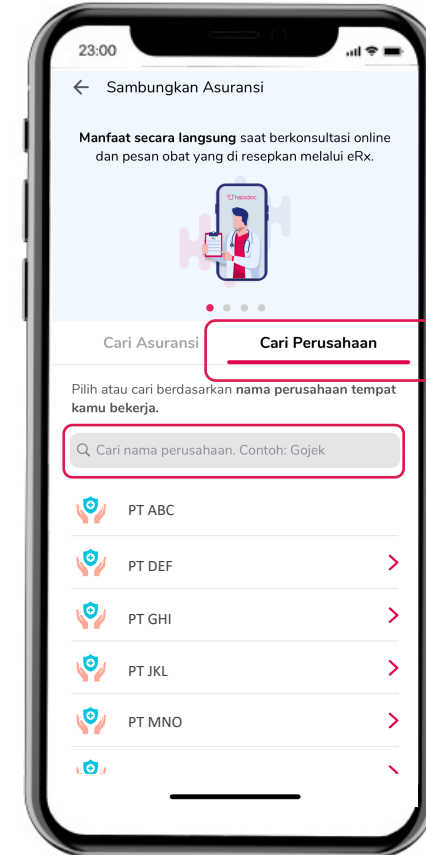 23:00
Sambungkan Asuransi
Manfaat secara langsung saat berkonsultasi online
dan pesan obat yang di resepkan melalui eRx.
halodoc
Cari Asuransi
Cari Perusahaan
Pilih atau cari berdasarkan nama perusahaan tempat
kamu bekerja.
Cari nama perusahaan. Contoh: Gojek
PT ABC
PT DEF
PT GHI
PT JKL
PT MNO